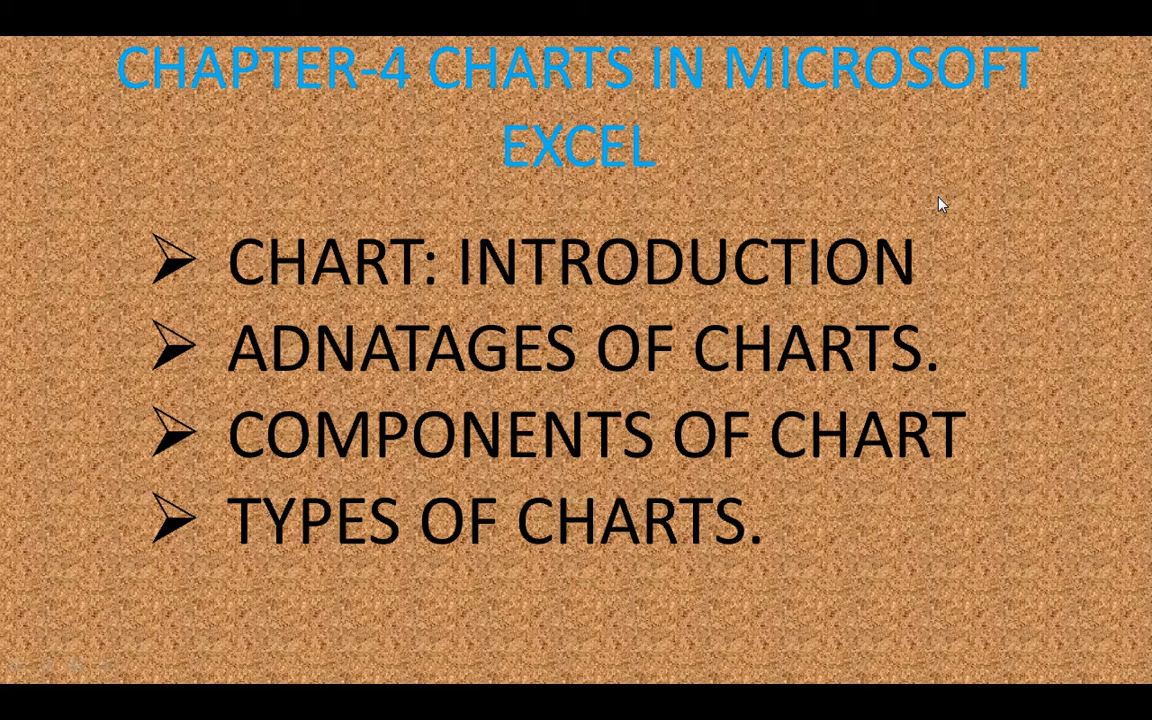 CHAPTER-4 CHARTS IN MICROSOFT
EXCEL
CHART: INTRODUCTION
ADNATAGES OF CHARTS.
COMPONENTS OF CHART
TYPES OF CHARTS.